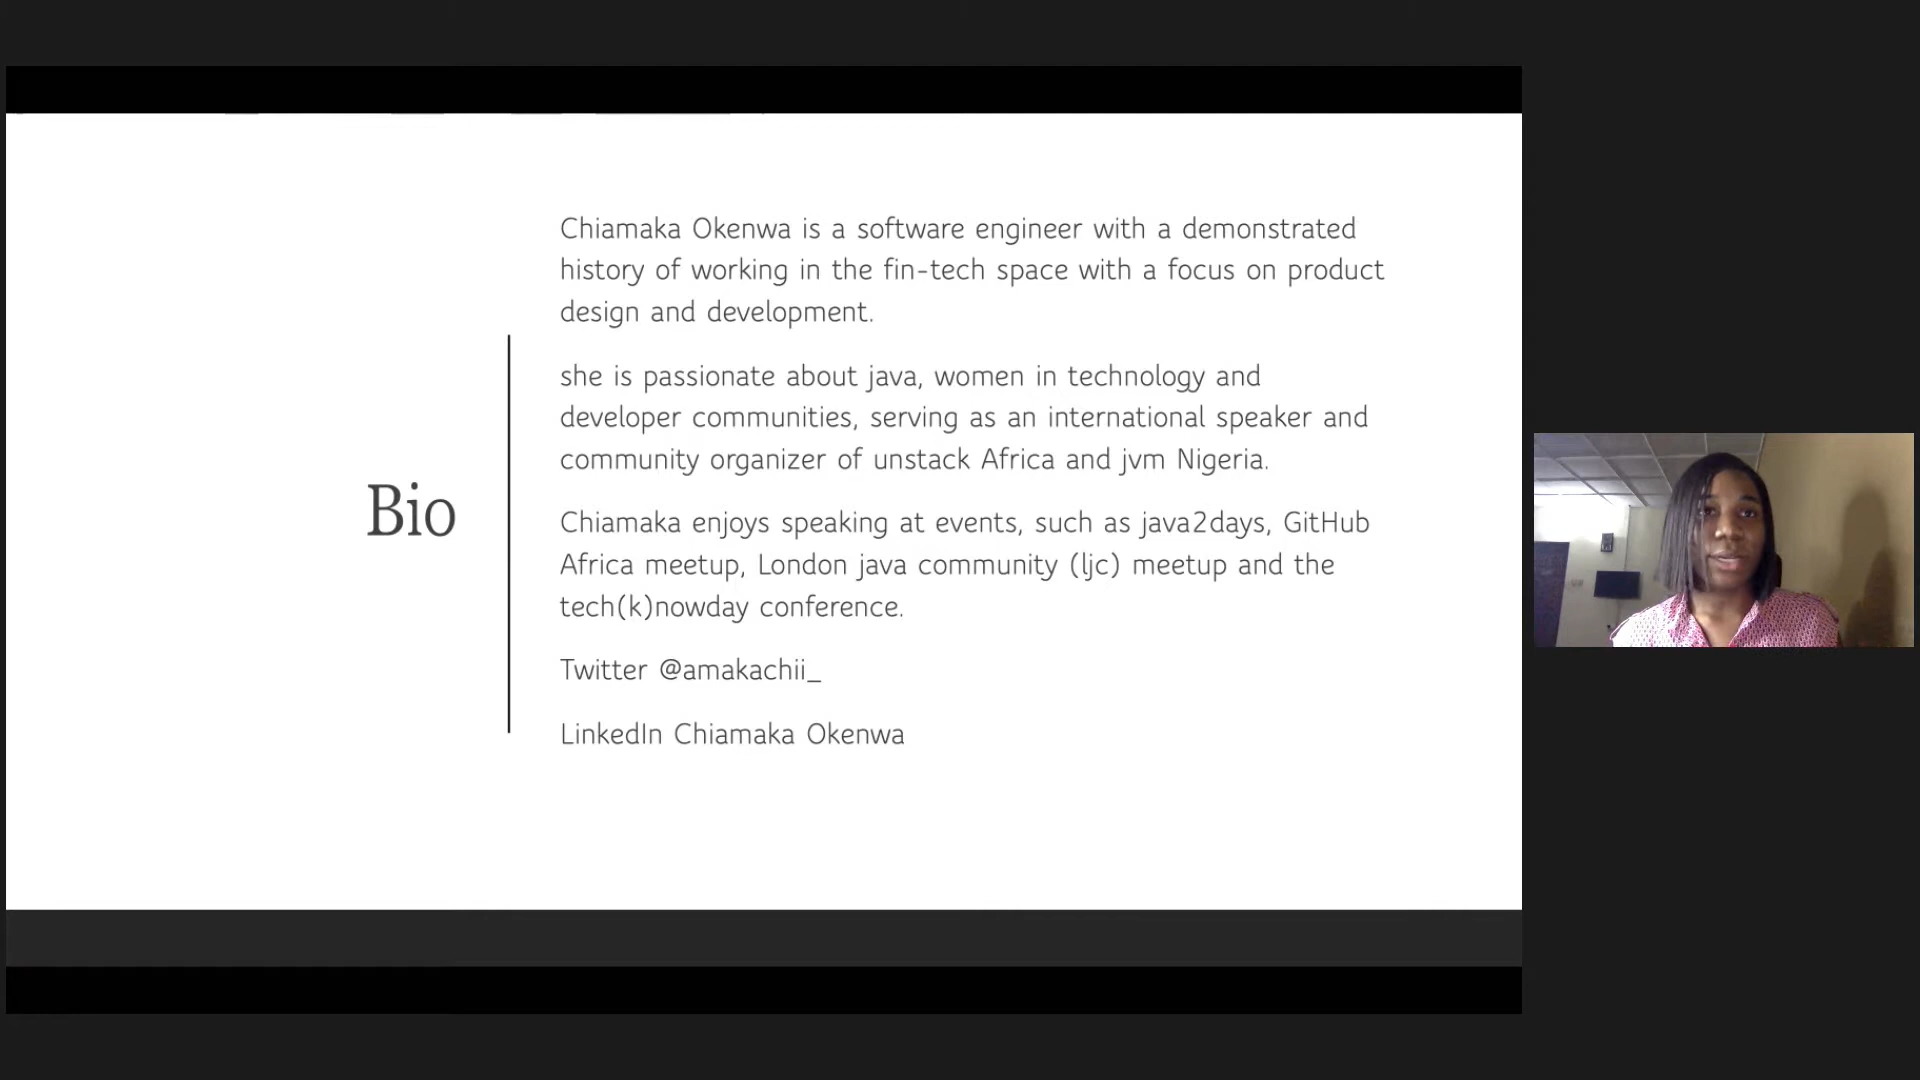 Bio
Chiamaka Okenwa is a software engineer with a demonstrated
history of working in the fin-tech space with a focus on product
design and development.
she is passionate about java, women in technology and
developer communities, serving as an international speaker and
community organizer of unstack Africa and jvm Nigeria.
Chiamaka enjoys speaking at events, such as java2days, GitHub
Africa meetup, London java community (ljc) meetup and the
tech(k)nowday conference.
Twitter @amakachii_
LinkedIn Chiamaka Okenwa